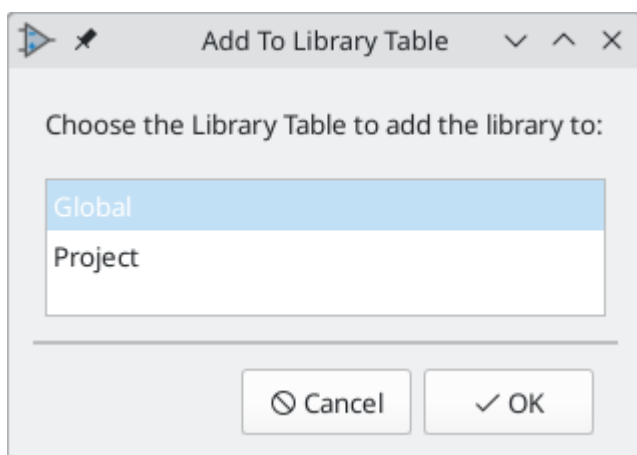 Add To Library Table
Choose the Library Table to add the library to:
Global
Project
Cancel
OK